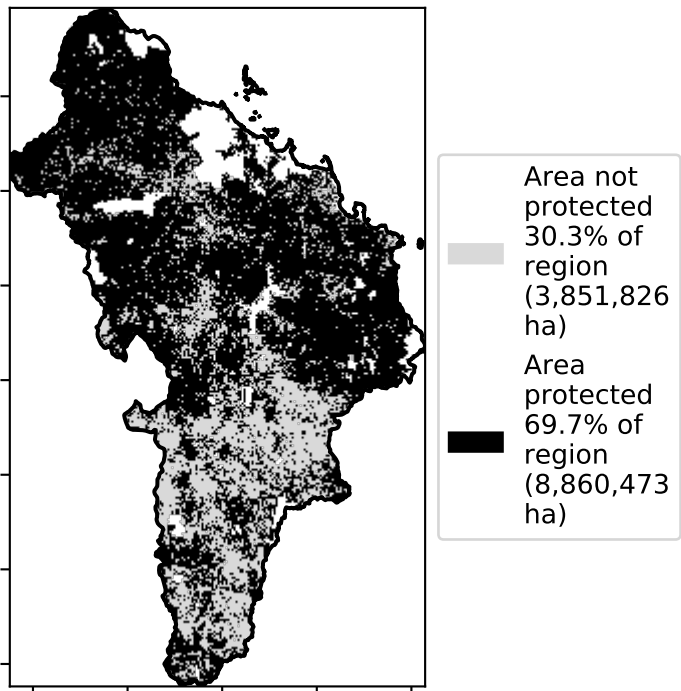 Area not
protected
30.3% of
region
(3,851,826
ha)
Area
protected
69.7% of
region
(8,860,473
ha)